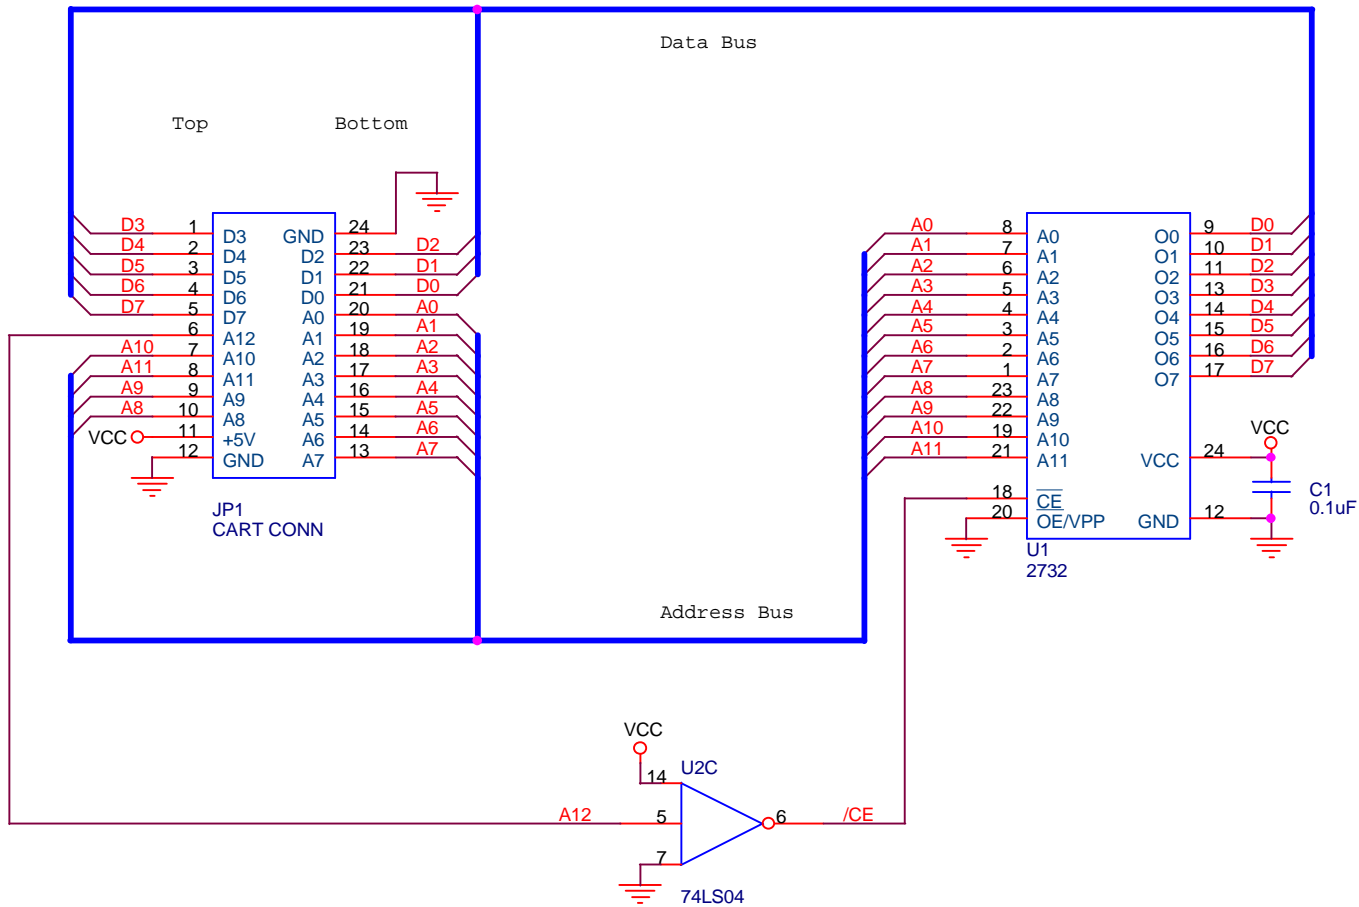 Data Bus
Top Bottom
D3 1 D3 GND 24
D4 2 D4 D2 23 D2
D5 3 D5 D1 22 D1
D6 4 D6 D0 21 D0
D7 5 D7 A0 20 A0
6 A12 A1 19 A1
A10 7 A10 A2 18 A2
A11 8 A11 A3 17 A3
A9 9 A9 A4 16 A4
A8 10 A8 A5 15 A5
VCC 11 +5V A6 14 A6
12 GND A7 13 A7
JP1
CART CONN
A0 8 A0 O0 9 D0
A1 7 A1 O1 10 D1
A2 6 A2 O2 11 D2
A3 5 A3 O3 13 D3
A4 4 A4 O4 14 D4
A5 3 A5 O5 15 D5
A6 2 A6 O6 16 D6
A7 1 A7 O7 17 D7
A8 23 A8
A9 22 A9
A10 19 A10
A11 21 A11 VCC 24 VCC
18 CE
20 OE/VPP GND 12
C1
0.1uF
U1
2732
Address Bus
VCC
14 U2C
A12 5 6 /CE
7
74LS04